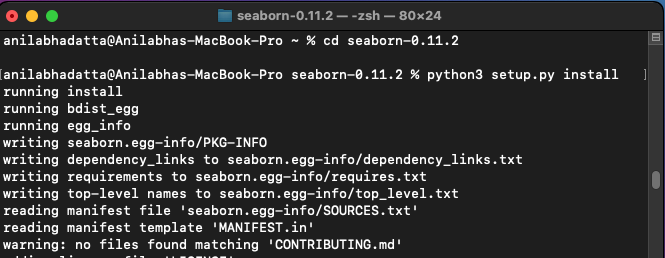 seaborn-0.11.2 — -zsh — 80×24
anilabhadatta@Anilabhas-MacBook-Pro ~ % cd seaborn-0.11.2
[anilabhadatta@Anilabhas-MacBook-Pro seaborn-0.11.2 % python3 setup.py install ]
running install
running bdist_egg
running egg_info
writing seaborn.egg-info/PKG-INFO
writing dependency_links to seaborn.egg-info/dependency_links.txt
writing requirements to seaborn.egg-info/requires.txt
writing top-level names to seaborn.egg-info/top_level.txt
reading manifest file 'seaborn.egg-info/SOURCES.txt'
reading manifest template 'MANIFEST.in'
warning: no files found matching 'CONTRIBUTING.md'